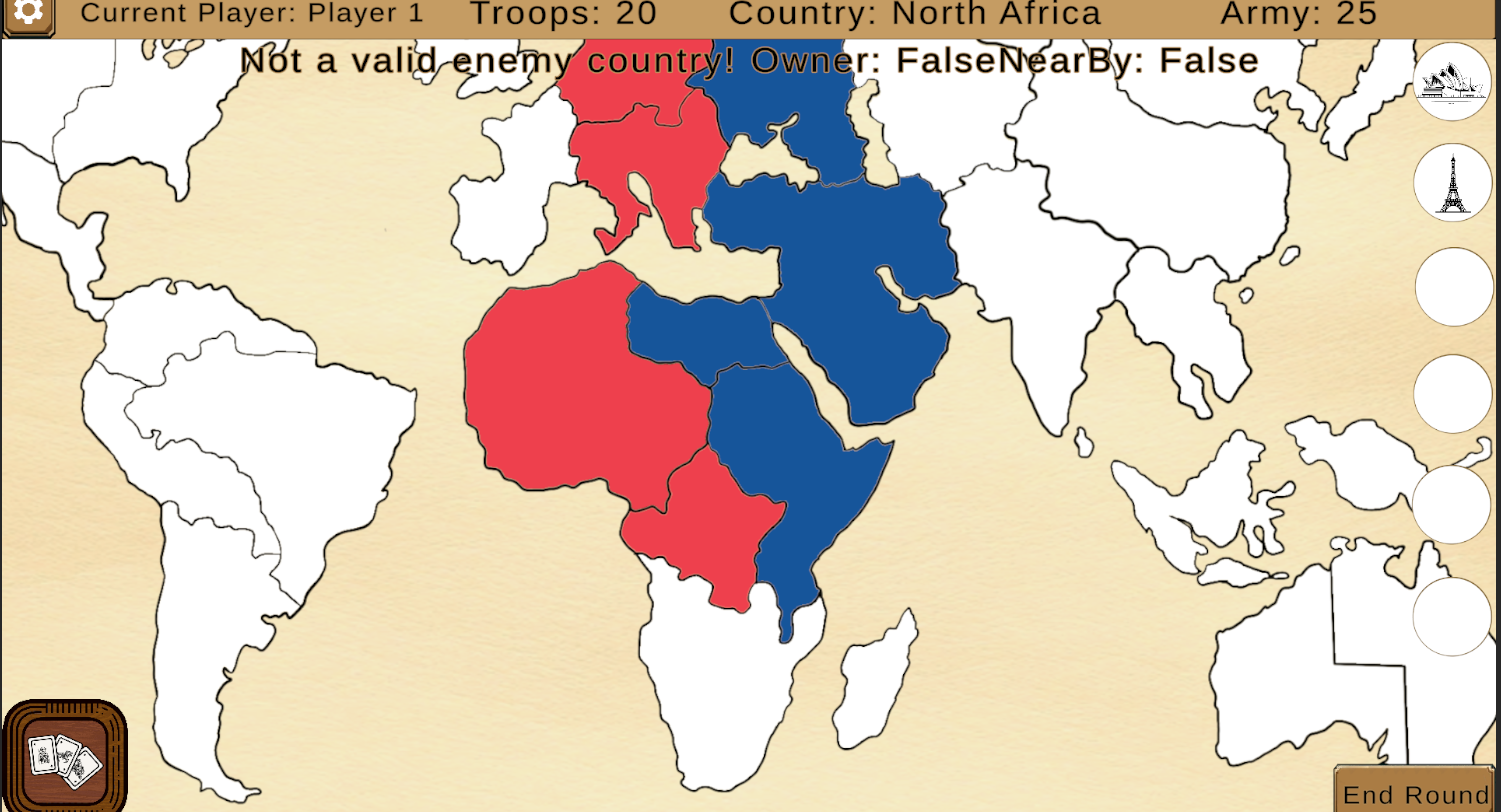 Current Player: Player 1 Troops: 20 Country: North Africa Army: 25
Not a valid enemy country! Owner: FalseNearBy: False
End Round